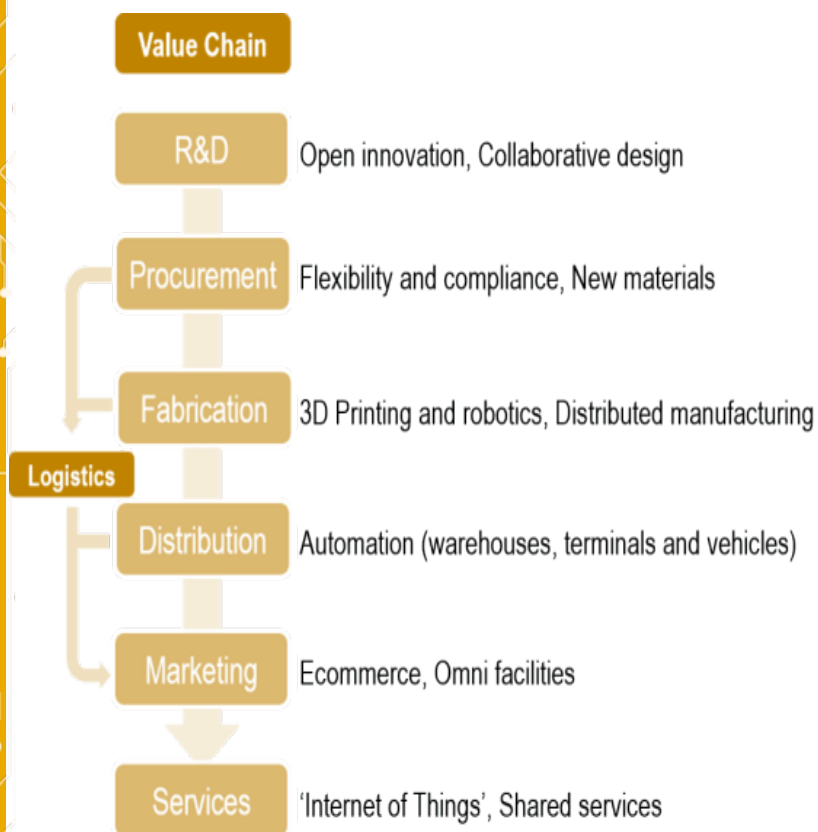 Value Chain
R&D
Open innovation, Collaborative design
Procurement
Flexibility and compliance, New materials
Fabrication
3D Printing and robotics, Distributed manufacturing
Logistics
Distribution
Automation (warehouses, terminals and vehicles)
Marketing
Ecommerce, Omni facilities
Services
‘Internet of Things’, Shared services